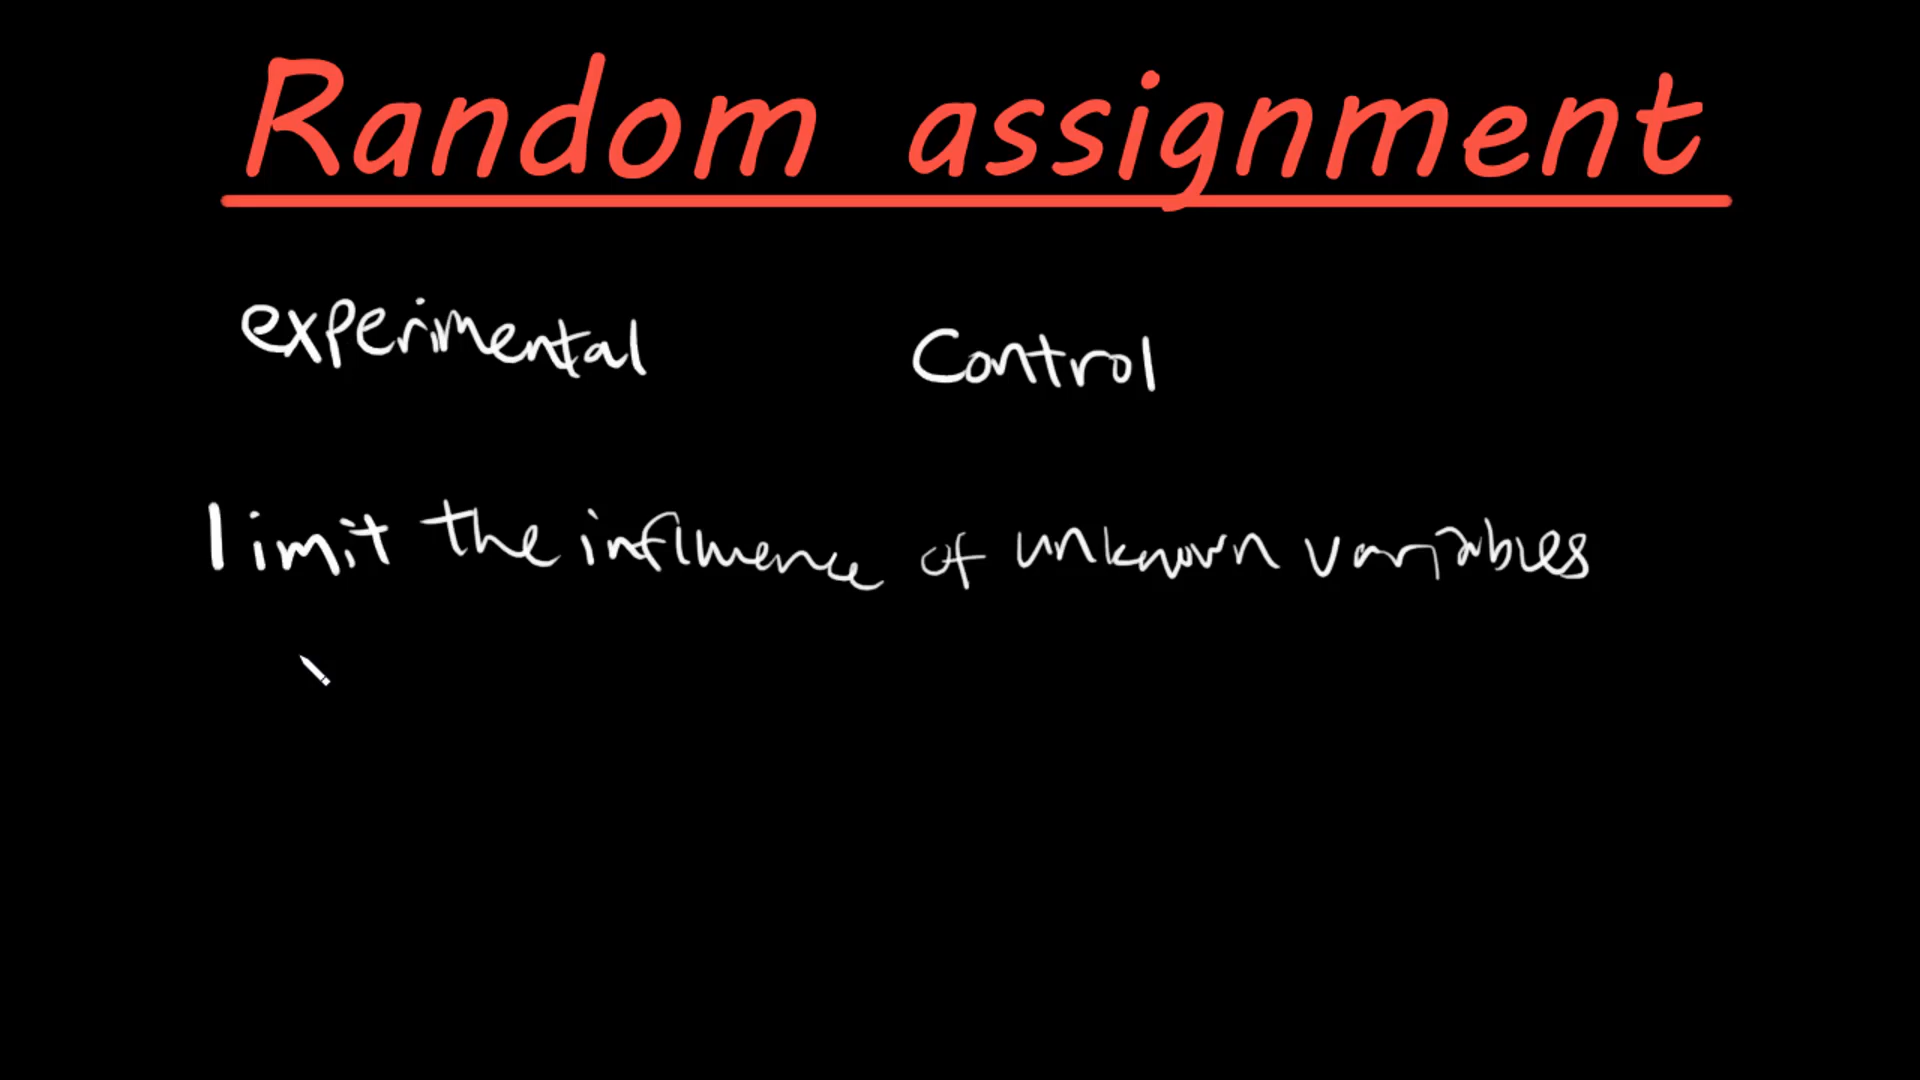 Random assignment
experimental Control
limit the influence of unknown variables